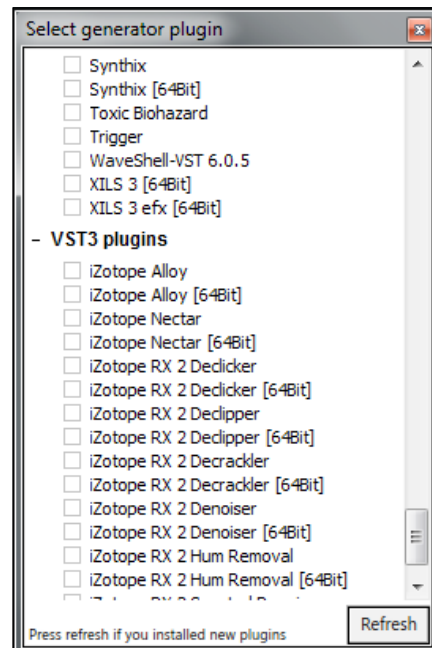 Select generator plugin
Synthix
Synthix [64Bit]
Toxic Biohazard
Trigger
WaveShell-VST 6.0.5
XILS 3 [64Bit]
XILS 3 efx [64Bit]
– VST3 plugins
iZotope Alloy
iZotope Alloy [64Bit]
iZotope Nectar
iZotope Nectar [64Bit]
iZotope RX 2 Declicker
iZotope RX 2 Declicker [64Bit]
iZotope RX 2 Declipper
iZotope RX 2 Declipper [64Bit]
iZotope RX 2 Decrackler
iZotope RX 2 Decrackler [64Bit]
iZotope RX 2 Denoiser
iZotope RX 2 Denoiser [64Bit]
iZotope RX 2 Hum Removal
iZotope RX 2 Hum Removal [64Bit]
Press refresh if you installed new plugins
Refresh